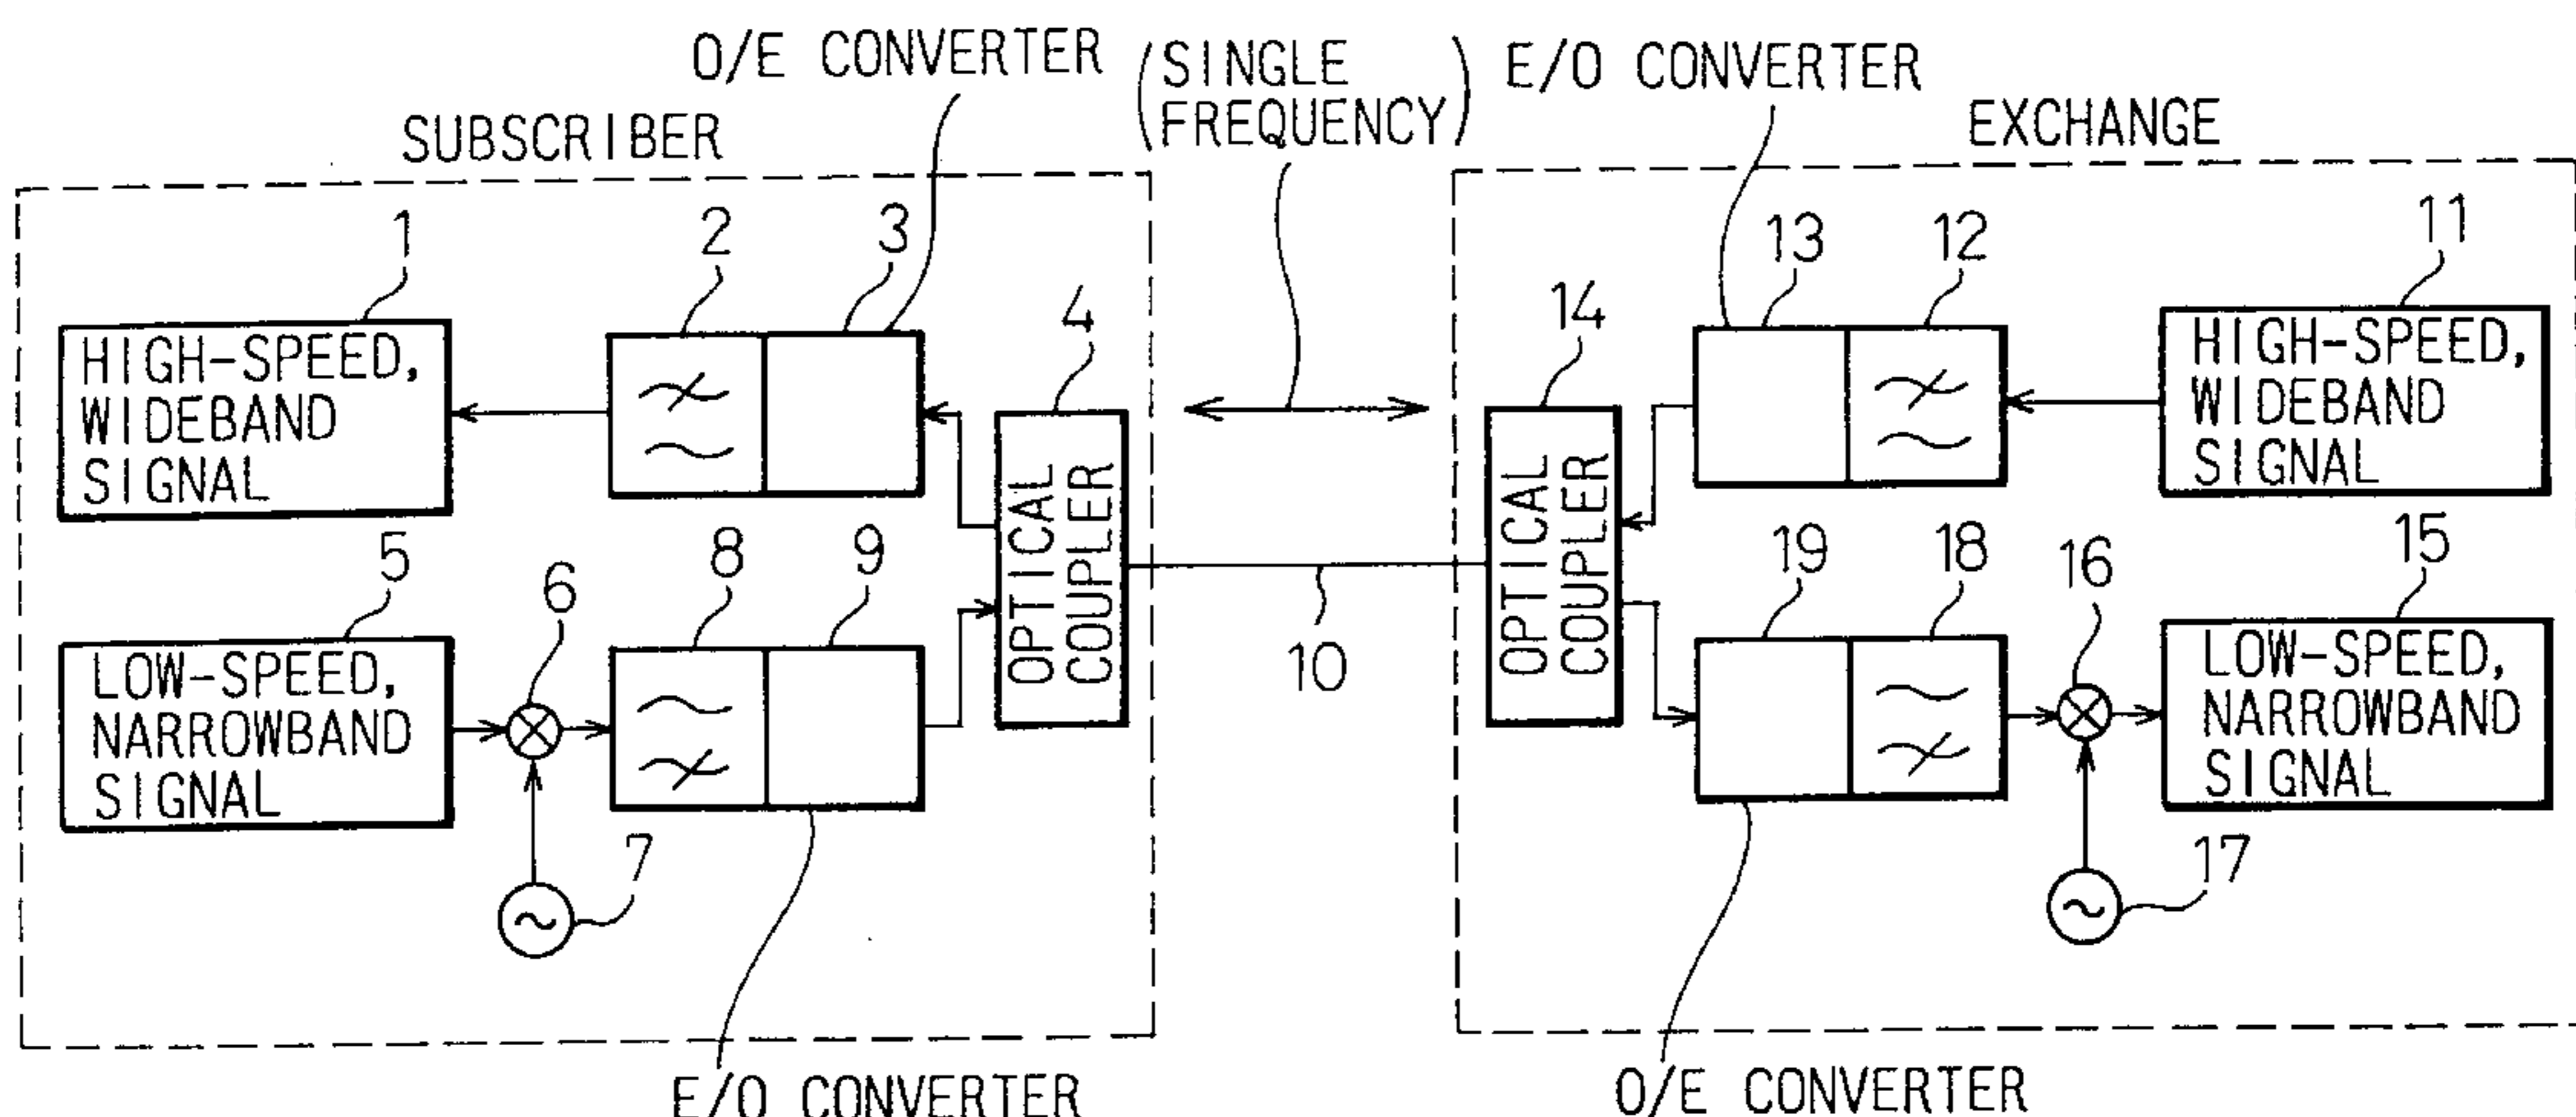 O/E CONVERTER
(SINGLE
FREQUENCY)
E/O CONVERTER
SUBSCRIBER
EXCHANGE
1
2
3
4
14
13
12
11
HIGH-SPEED,
WIDEBAND
SIGNAL
OPTICAL
COUPLER
OPTICAL
COUPLER
HIGH-SPEED,
WIDEBAND
SIGNAL
5
6
8
9
10
19
18
16
15
LOW-SPEED,
NARROWBAND
SIGNAL
LOW-SPEED,
NARROWBAND
SIGNAL
7
17
E/O CONVERTER
O/E CONVERTER